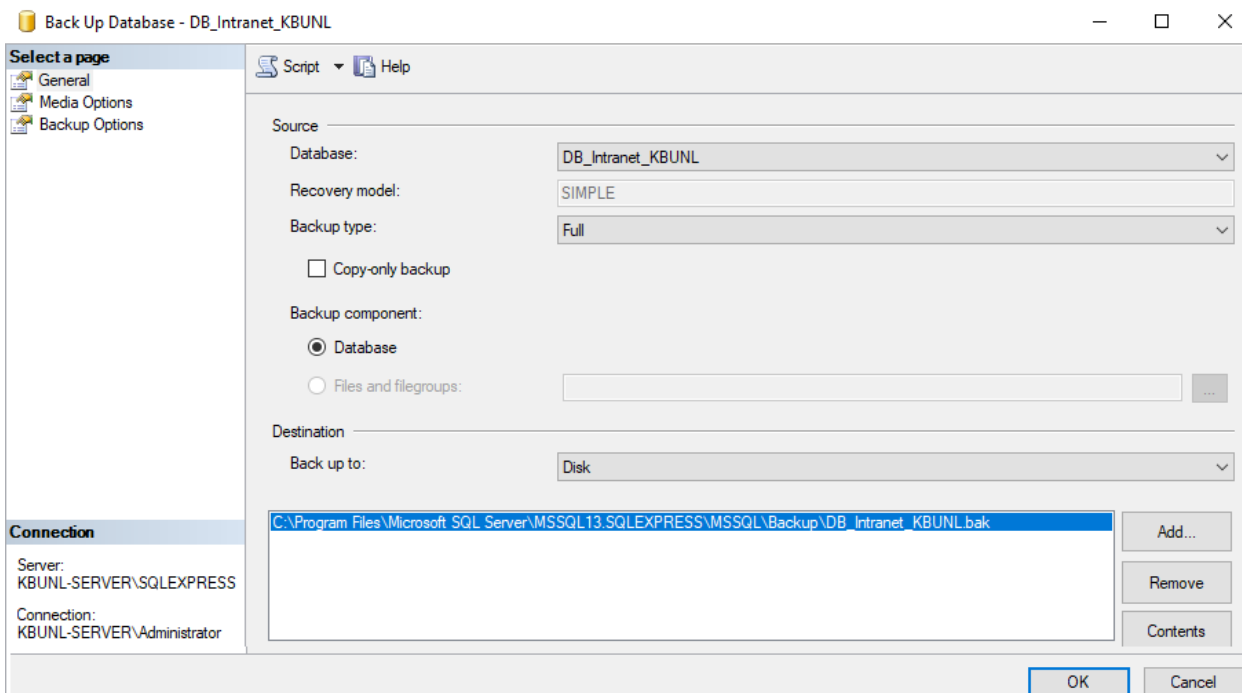 Back Up Database - DB_Intranet_KBUNL
Select a page
General
Media Options
Backup Options
Script
Help
Source
Database:
DB_Intranet_KBUNL
Recovery model:
SIMPLE
Backup type:
Full
Copy-only backup
Backup component:
Database
Files and filegroups:
...
Destination
Back up to:
Disk
C:\Program Files\Microsoft SQL Server\MSSQL13.SQLEXPRESS\MSSQL\Backup\DB_Intranet_KBUNL.bak
Add...
Remove
Contents
Connection
Server:
KBUNL-SERVER\SQLEXPRESS
Connection:
KBUNL-SERVER\Administrator
OK
Cancel